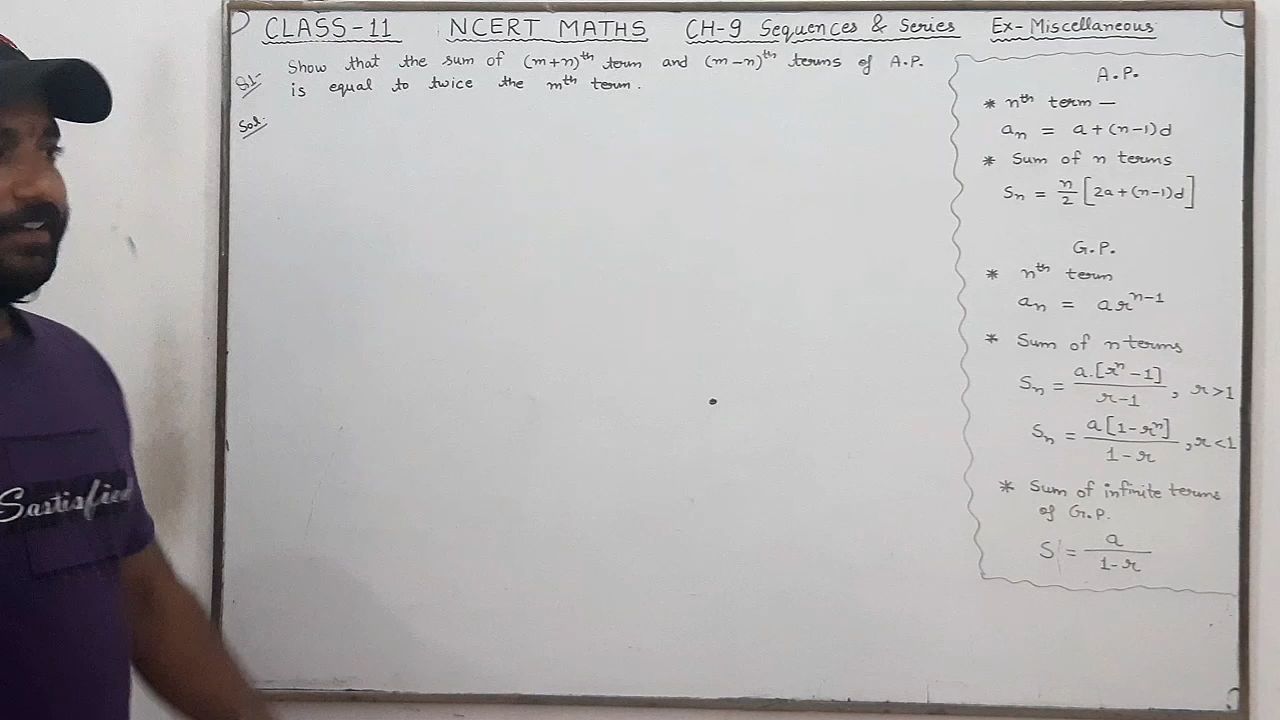 CLASS-11 NCERT MATHS CH-9 Sequences & Series Ex-Miscellaneous
Q1. Show that the sum of (m+n)th term and (m-n)th terms of A.P.
is equal to twice the mth term.
Sol:
A.P.
* nth term —
aₙ = a+(n-1)d
* Sum of n terms
Sₙ = n/2 [2a+(n-1)d]
G.P.
* nth term
aₙ = ar^(n-1)
* Sum of n terms
Sₙ = a.[rⁿ-1]/(r-1), r>1
Sₙ = a[1-rⁿ]/(1-r), r<1
* Sum of infinite terms
of G.P.
S = a/(1-r)
Sartisfied